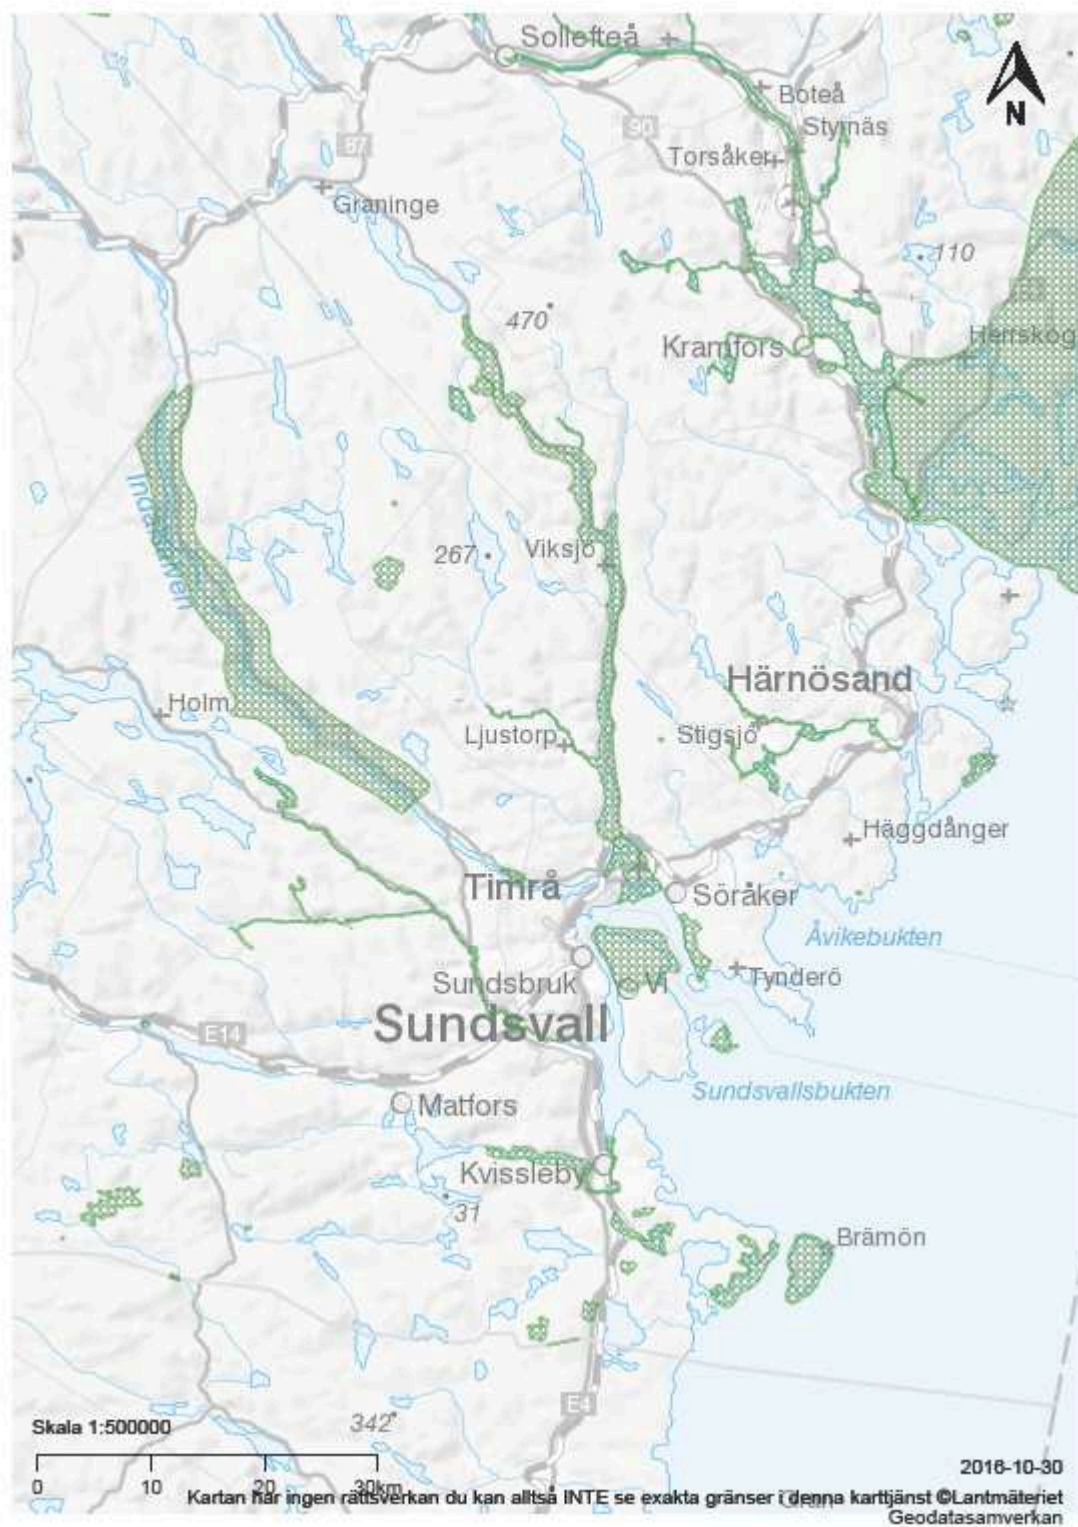 Sollefteå
N
Boteå
90
Styrnäs
87
Torsåker
Graninge
110
470
Herrskog
Kramfors
Indalsälven
267
Viksjö
Härnösand
Holm
Ljustorp
Stigsjö
Häggdånger
Timrå
Söråker
Åvikebukten
Tynderö
Sundsbruk
Vi
E14
Sundsvall
Sundsvallsbukten
Matfors
Kvissleby
31
Brämön
E4
342
Skala 1:500000
0 10 20 30km
2016-10-30
Kartan har ingen rättsverkan du kan alltså INTE se exakta gränser i denna karttjänst ©Lantmäteriet
Geodatasamverkan